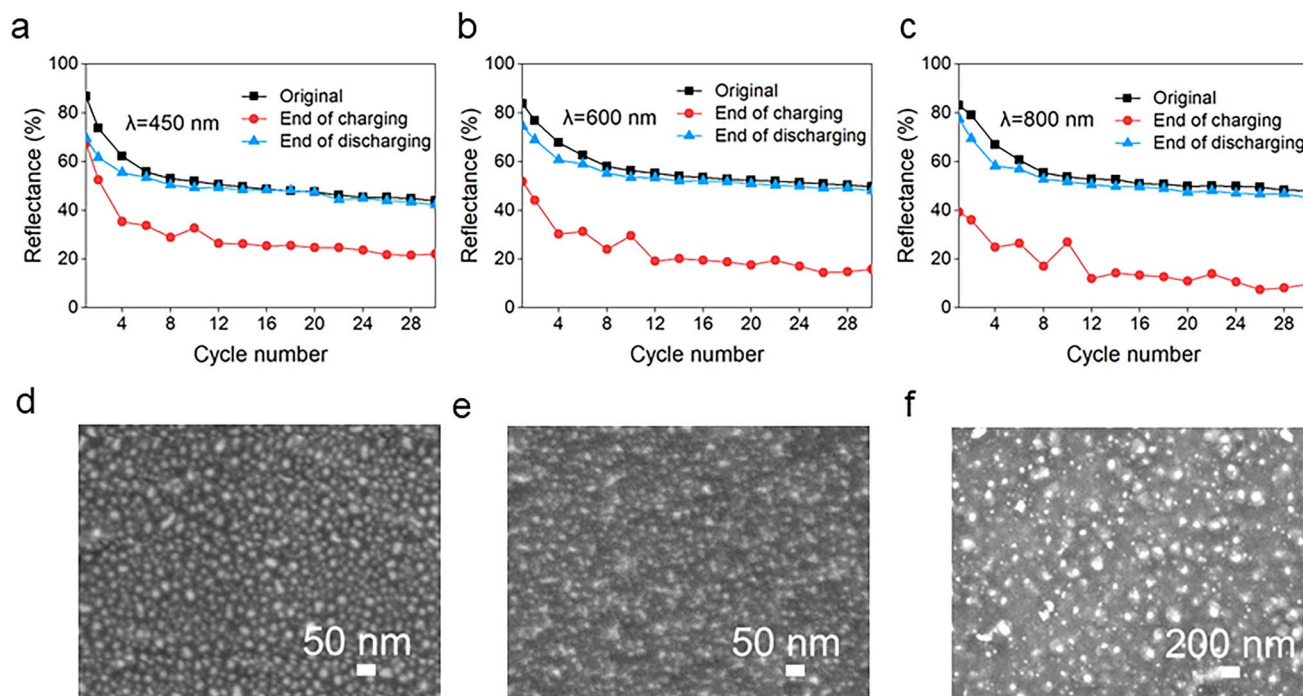 a
100
80
60
40
20
0
Reflectance (%)
λ=450 nm
Original
End of charging
End of discharging
4 8 12 16 20 24 28
Cycle number
b
100
80
60
40
20
0
Reflectance (%)
λ=600 nm
Original
End of charging
End of discharging
4 8 12 16 20 24 28
Cycle number
c
100
80
60
40
20
0
Reflectance (%)
λ=800 nm
Original
End of charging
End of discharging
4 8 12 16 20 24 28
Cycle number
d
50 nm
e
50 nm
f
200 nm